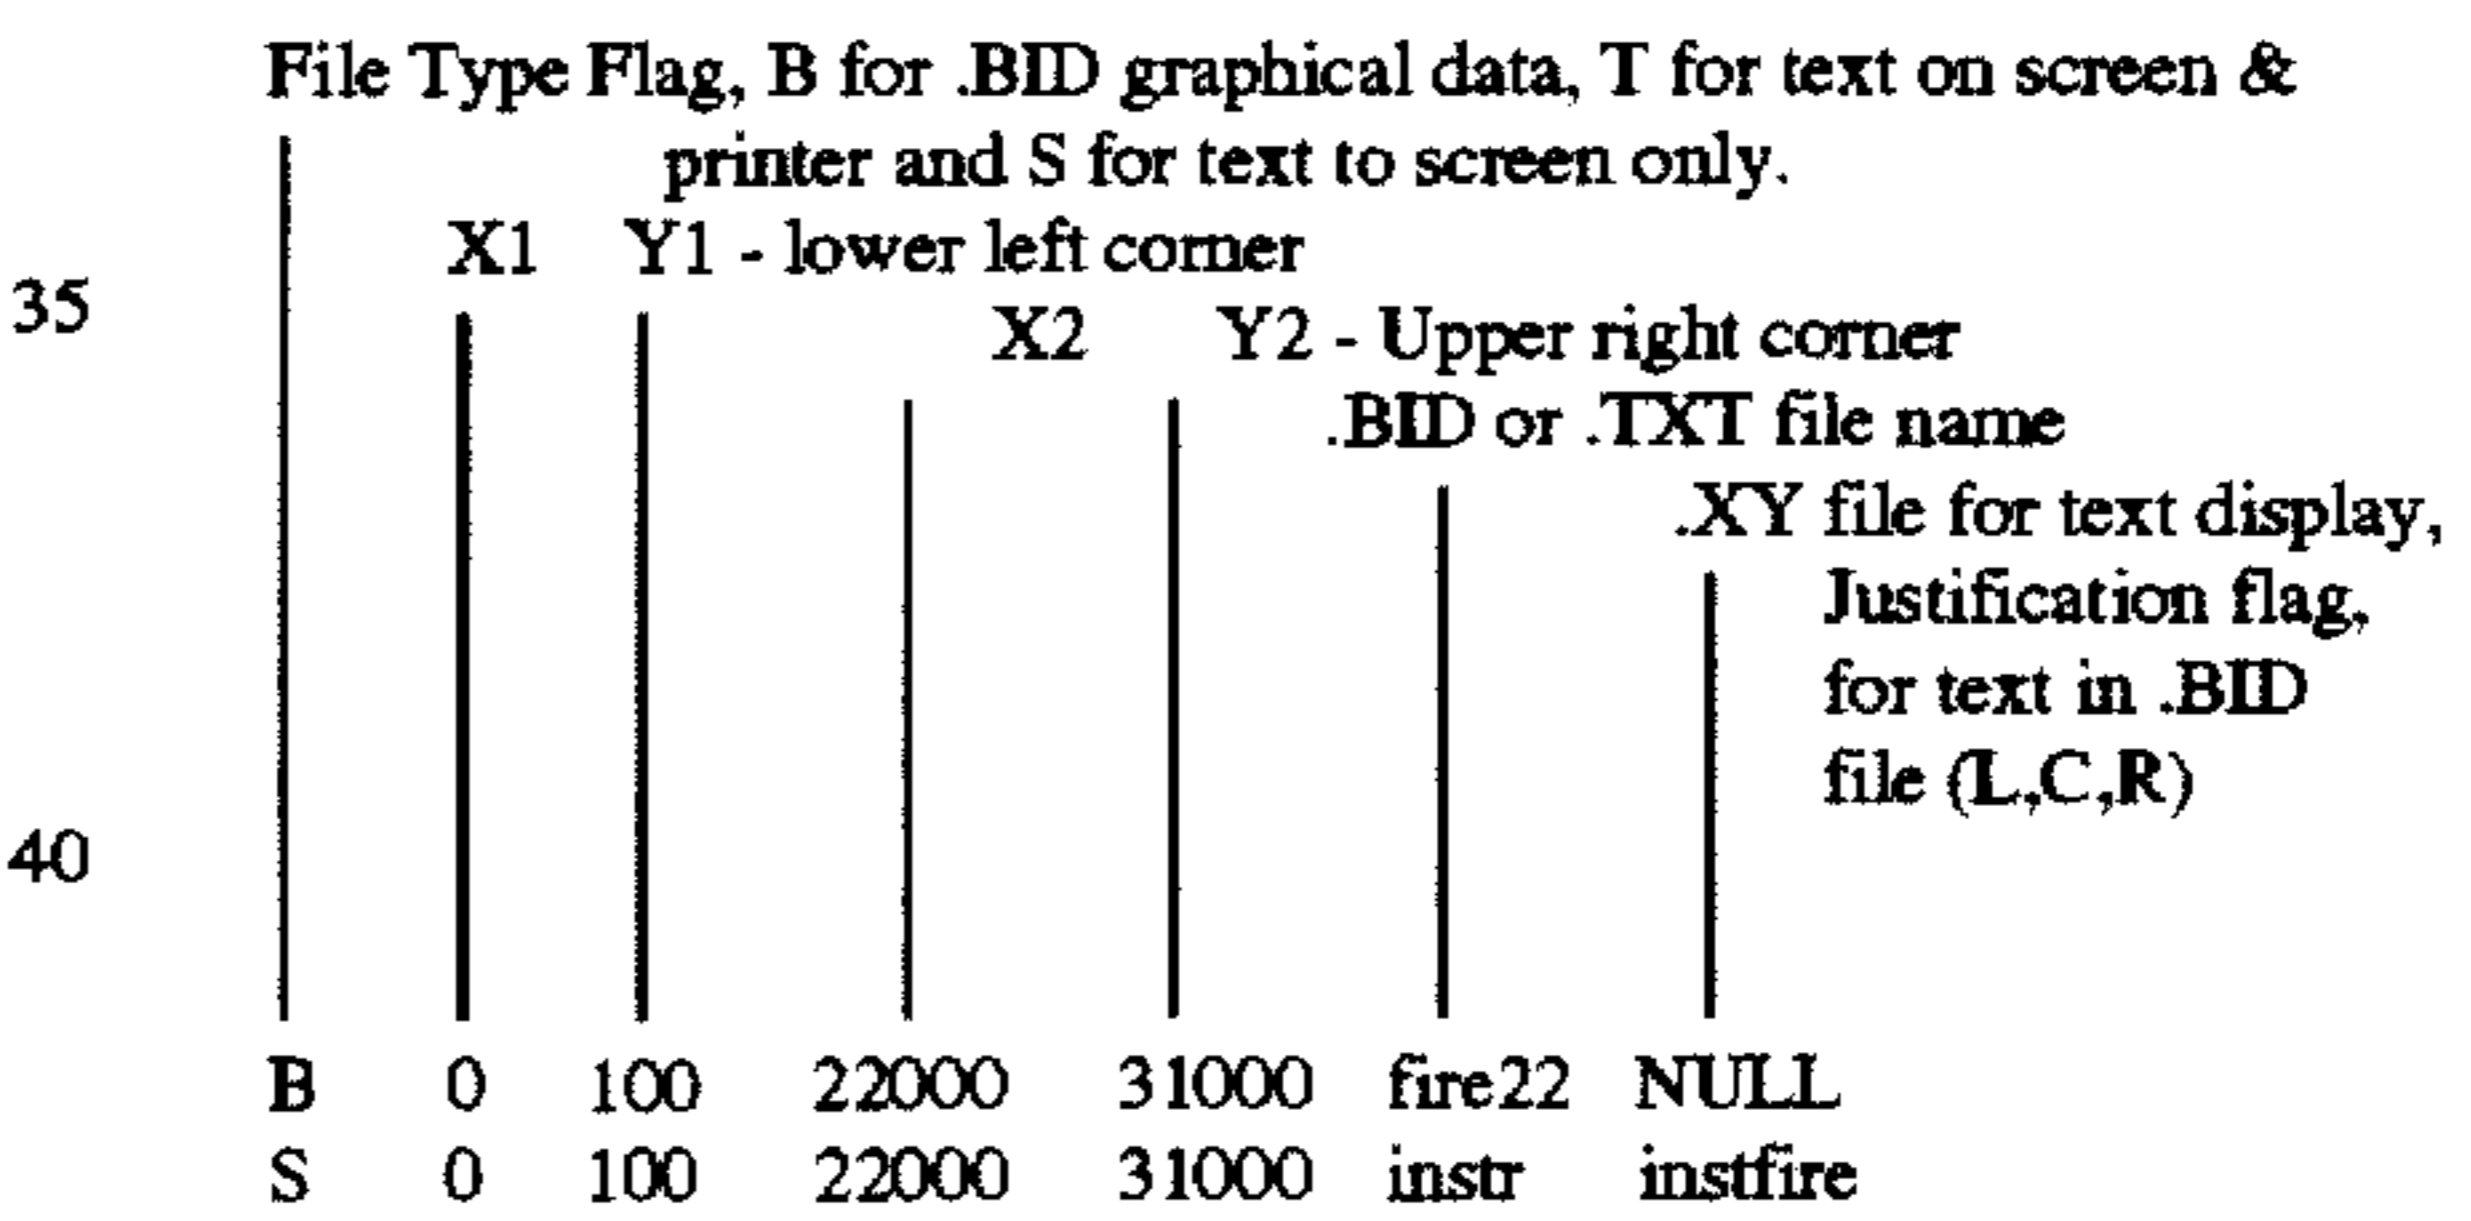 File Type Flag, B for .BID graphical data, T for text on screen &
printer and S for text to screen only.
X1 Y1 - lower left corner
35
X2 Y2 - Upper right corner
.BID or .TXT file name
.XY file for text display,
Justification flag,
for text in .BID
file (L,C,R)
40
B 0 100 22000 31000 fire22 NULL
S 0 100 22000 31000 instr instfire